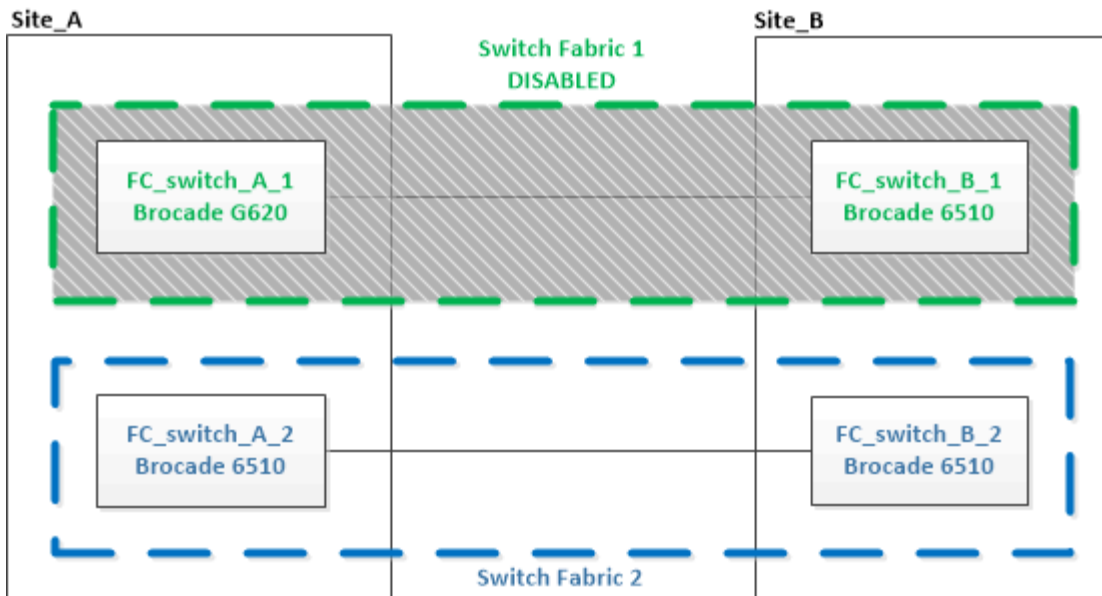 Site_A
Site_B
Switch Fabric 1
DISABLED
FC_switch_A_1
Brocade G620
FC_switch_B_1
Brocade 6510
FC_switch_A_2
Brocade 6510
FC_switch_B_2
Brocade 6510
Switch Fabric 2